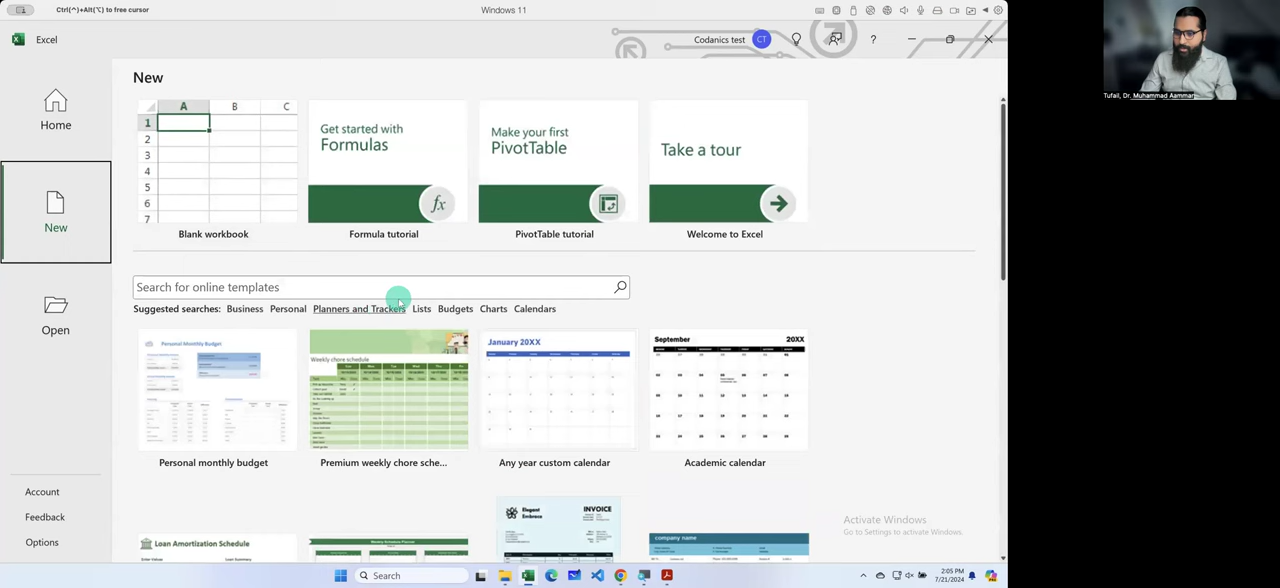 Ctrl(^)+Alt(⌥) to free cursor
Windows 11
Excel
Codanics test
CT
?
Tufail, Dr. Muhammad Aammar
Home
New
Open
Account
Feedback
Options
New
A B C
1
2
3
4
5
6
7
Blank workbook
Get started with
Formulas
fx
Formula tutorial
Make your first
PivotTable
PivotTable tutorial
Take a tour
Welcome to Excel
Search for online templates
Suggested searches: Business Personal Planners and Trackers Lists Budgets Charts Calendars
Personal Monthly Budget
Personal monthly budget
Weekly chore schedule
Premium weekly chore sche...
January 20XX
Any year custom calendar
September 20XX
Academic calendar
Loan Amortization Schedule
Elegant
Embrace
INVOICE
company name
Activate Windows
Go to Settings to activate Windows.
Search
2:05 PM
7/21/2024